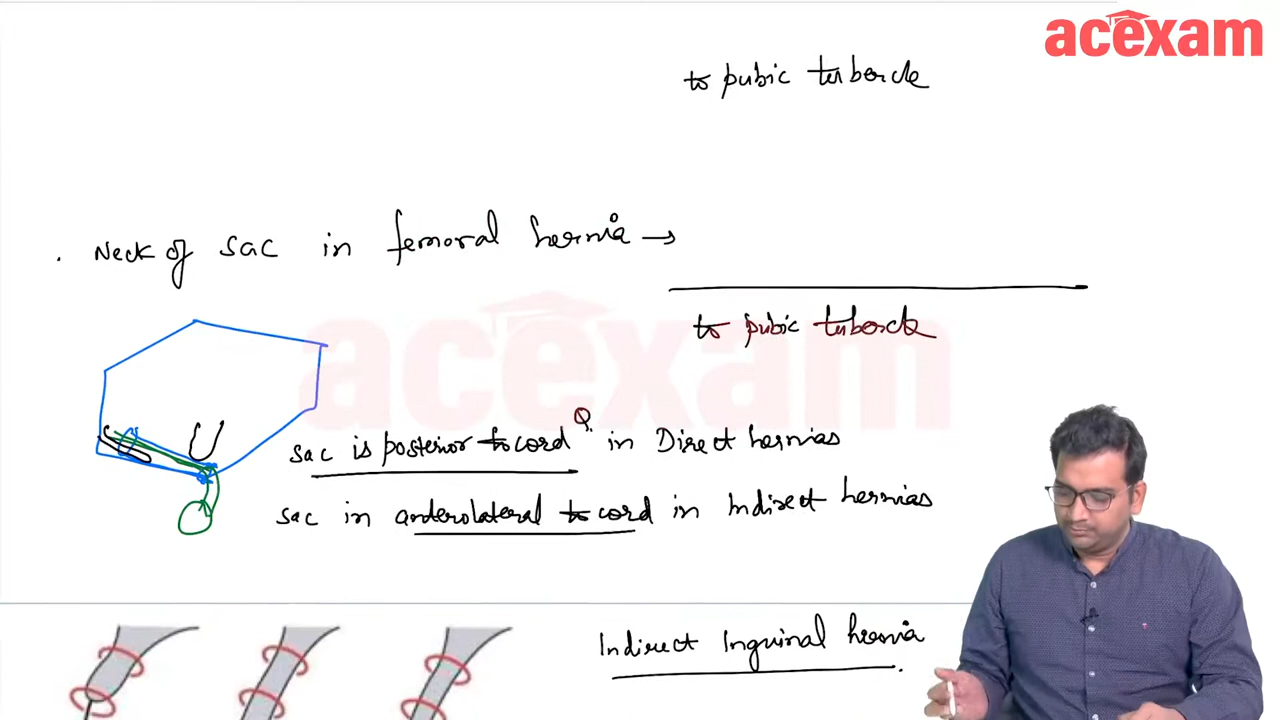 acexam
to pubic tubercle
. Neck of sac in femoral hernia →
to pubic tubercle
acexam
sac is posterior to cord Q. in Direct hernias
sac in anterolateral to cord in Indirect hernias
Indirect Inguinal hernia